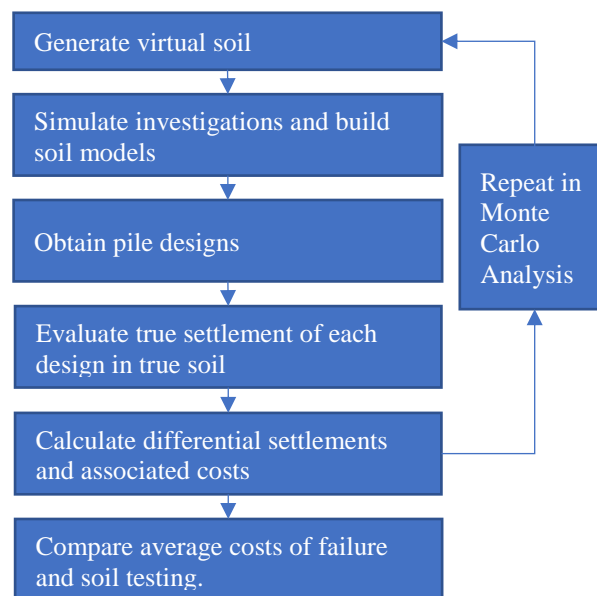 Generate virtual soil
Simulate investigations and build
soil models
Obtain pile designs
Evaluate true settlement of each
design in true soil
Calculate differential settlements
and associated costs
Compare average costs of failure
and soil testing.
Repeat in
Monte
Carlo
Analysis